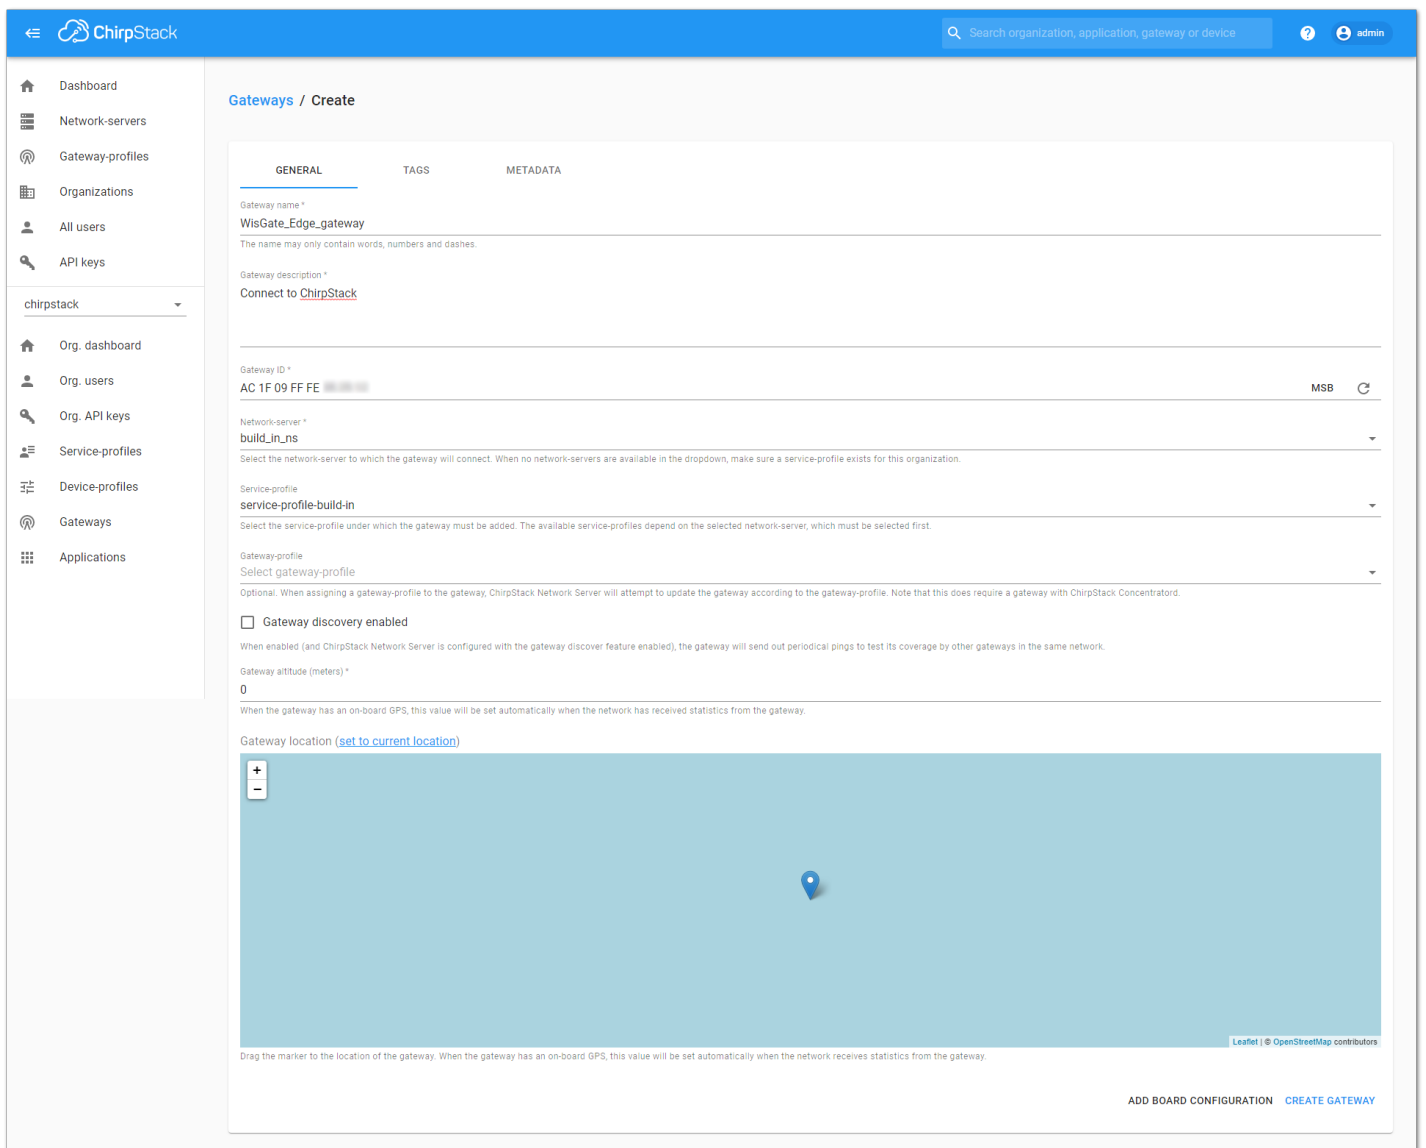 ChirpStack
Search organization, application, gateway or device
?
admin
Dashboard
Network-servers
Gateway-profiles
Organizations
All users
API keys
chirpstack
Org. dashboard
Org. users
Org. API keys
Service-profiles
Device-profiles
Gateways
Applications
Gateways / Create
GENERAL TAGS METADATA
Gateway name *
WisGate_Edge_gateway
The name may only contain words, numbers and dashes.
Gateway description *
Connect to ChirpStack
Gateway ID *
AC 1F 09 FF FE
MSB
Network-server *
build_in_ns
Select the network-server to which the gateway will connect. When no network-servers are available in the dropdown, make sure a service-profile exists for this organization.
Service-profile
service-profile-build-in
Select the service-profile under which the gateway must be added. The available service-profiles depend on the selected network-server, which must be selected first.
Gateway-profile
Select gateway-profile
Optional. When assigning a gateway-profile to the gateway, ChirpStack Network Server will attempt to update the gateway according to the gateway-profile. Note that this does require a gateway with ChirpStack Concentratord.
Gateway discovery enabled
When enabled (and ChirpStack Network Server is configured with the gateway discover feature enabled), the gateway will send out periodical pings to test its coverage by other gateways in the same network.
Gateway altitude (meters) *
0
When the gateway has an on-board GPS, this value will be set automatically when the network has received statistics from the gateway.
Gateway location (set to current location)
+
−
Leaflet | © OpenStreetMap contributors
Drag the marker to the location of the gateway. When the gateway has an on-board GPS, this value will be set automatically when the network receives statistics from the gateway.
ADD BOARD CONFIGURATION CREATE GATEWAY